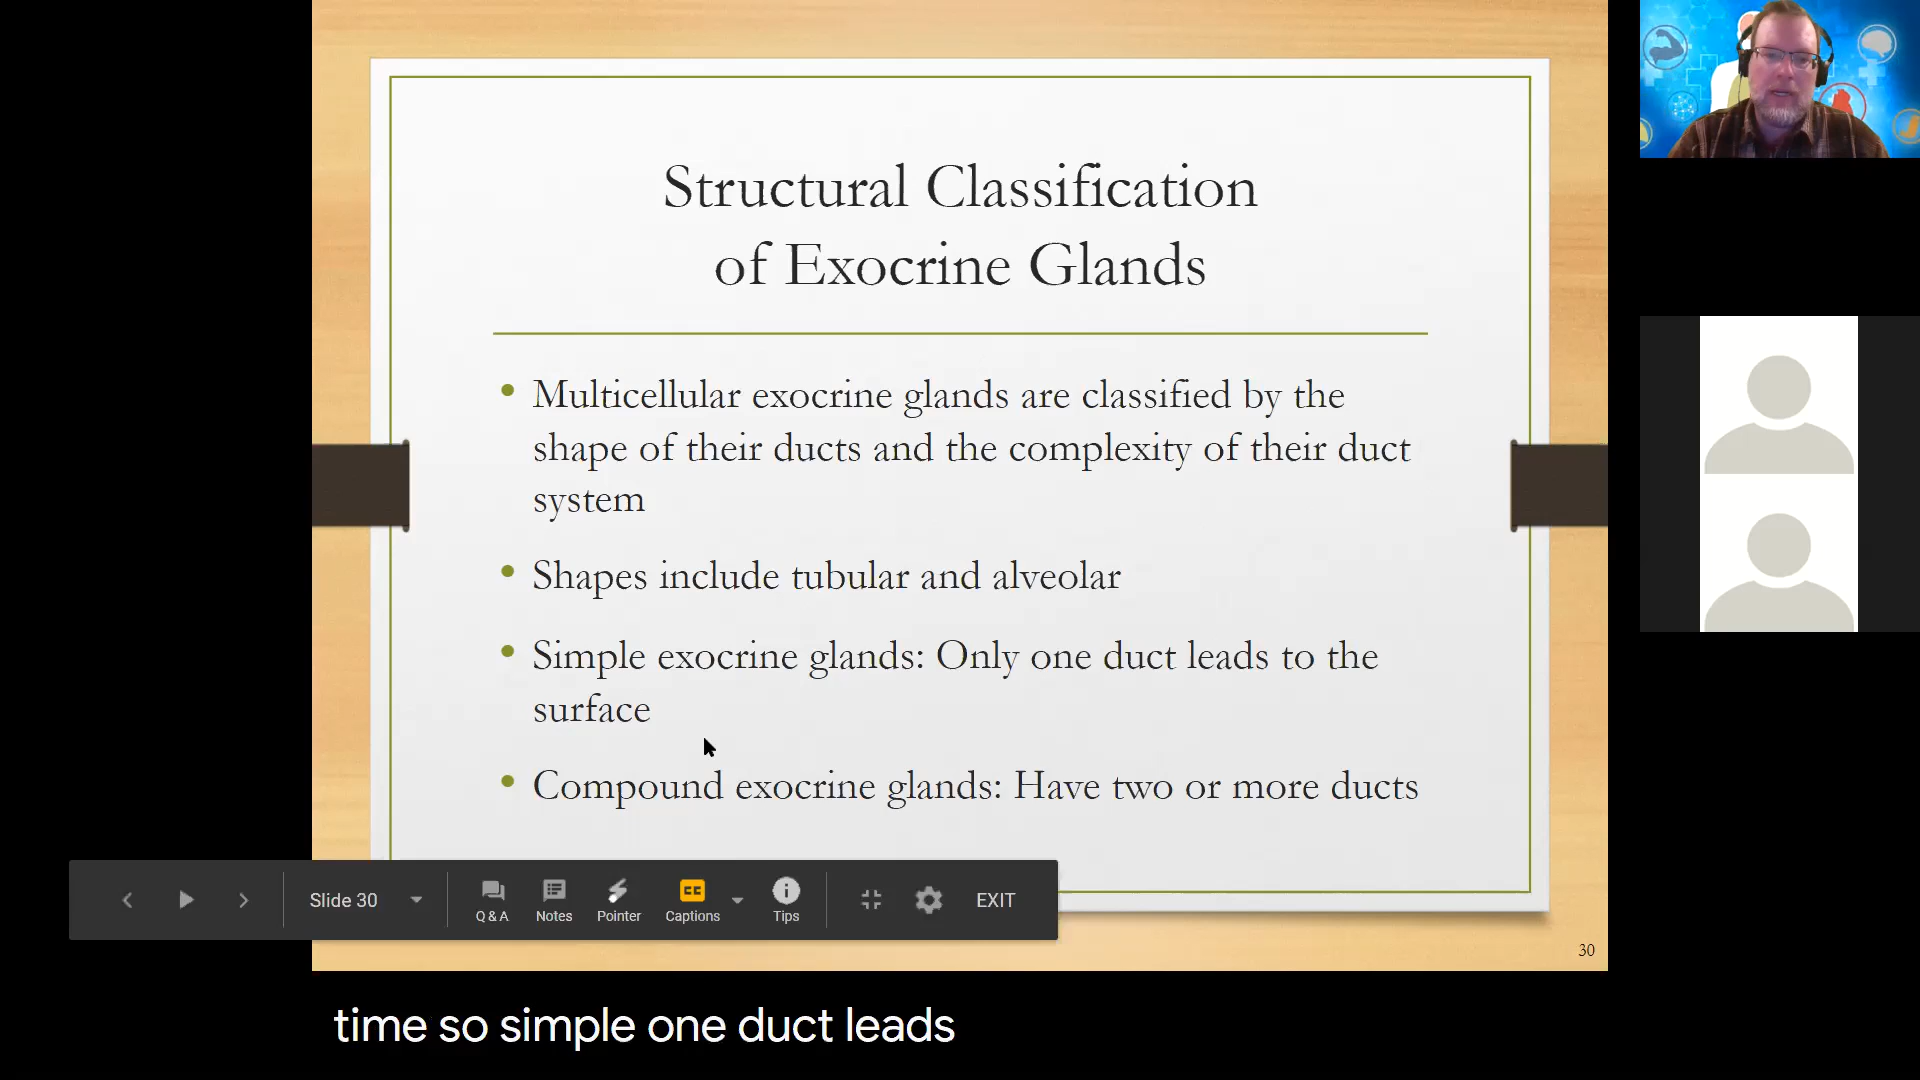 Structural Classification
of Exocrine Glands
• Multicellular exocrine glands are classified by the
shape of their ducts and the complexity of their duct
system
• Shapes include tubular and alveolar
• Simple exocrine glands: Only one duct leads to the
surface
• Compound exocrine glands: Have two or more ducts
Slide 30
Q & A
Notes
Pointer
CC
Captions
Tips
EXIT
30
time so simple one duct leads